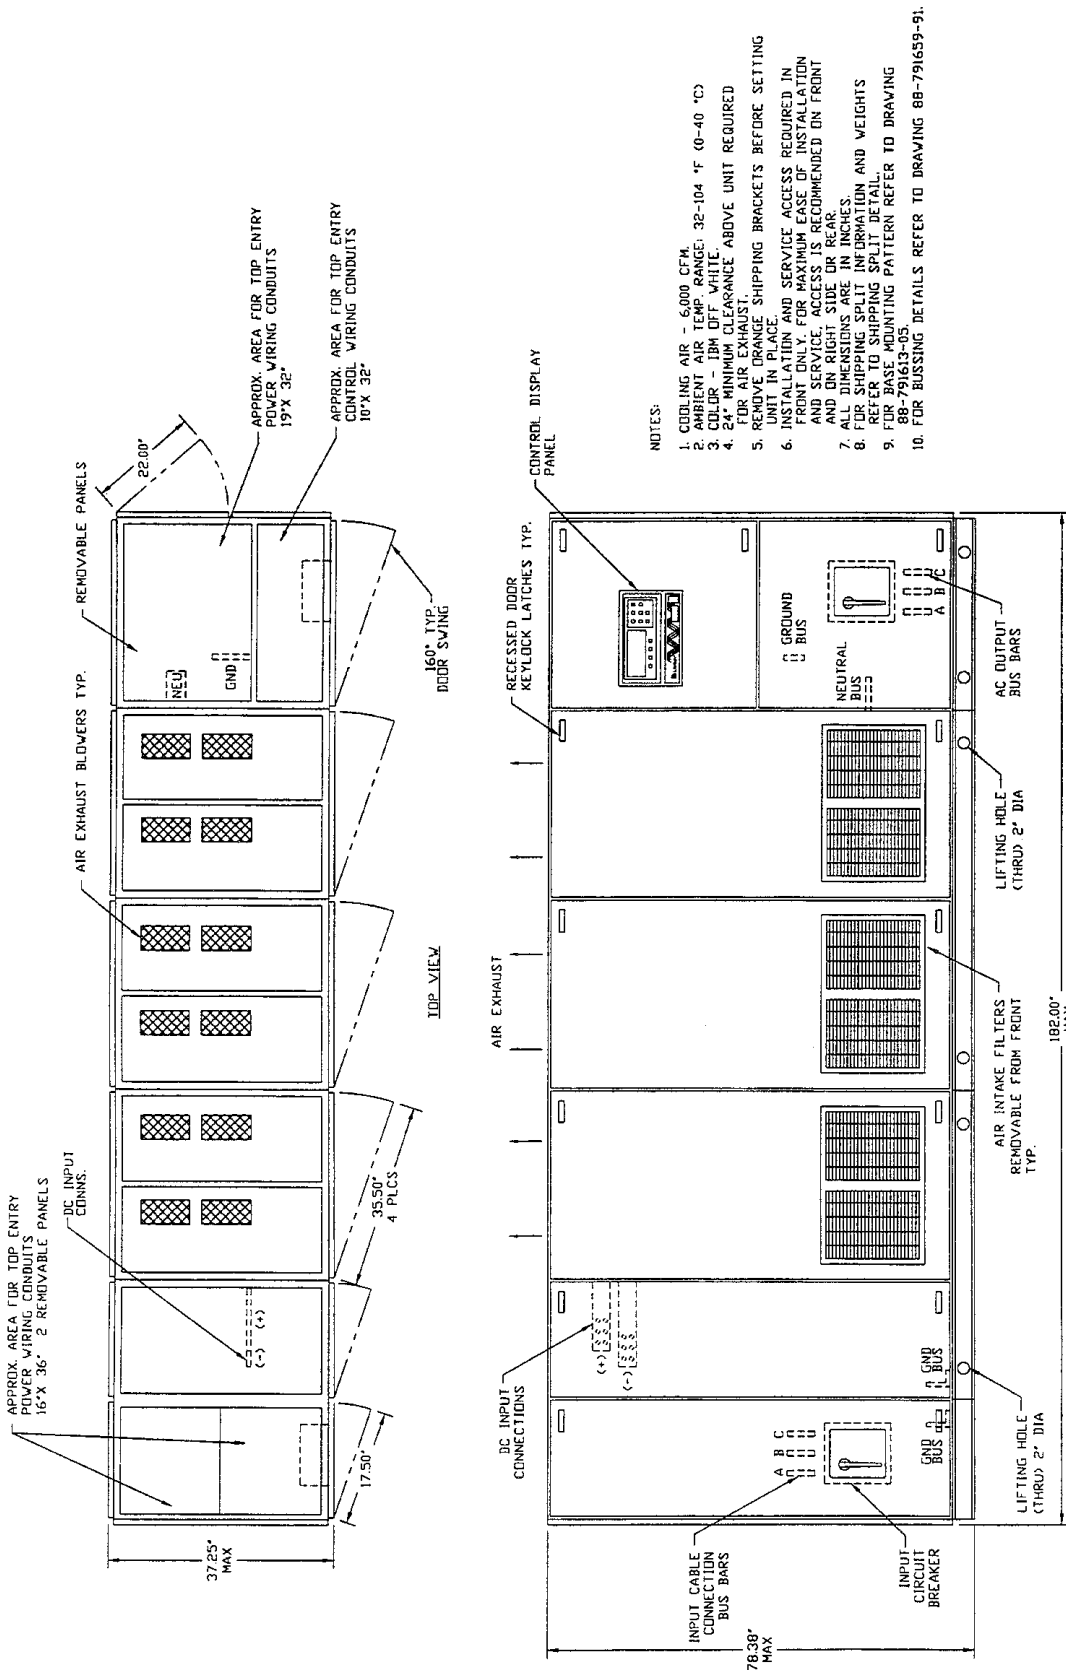 APPROX. AREA FOR TOP ENTRY
POWER WIRING CONDUITS
16"X 36" 2 REMOVABLE PANELS
DC INPUT
CONNS.
AIR EXHAUST BLOWERS TYP.
REMOVABLE PANELS
22.00"
APPROX. AREA FOR TOP ENTRY
POWER WIRING CONDUITS
19"X 32"
APPROX. AREA FOR TOP ENTRY
CONTROL WIRING CONDUITS
10"X 32"
37.25"
MAX
(-) (+)
NEU
GND
17.50"
35.50"
4 PLCS
160° TYP.
DOOR SWING
TOP VIEW
AIR EXHAUST
DC INPUT
CONNECTIONS
RECESSED DOOR
KEYLOCK LATCHES TYP.
CONTROL DISPLAY
PANEL
(+)
(-)
INPUT CABLE
CONNECTION
BUS BARS
A B C
INPUT
CIRCUIT
BREAKER
GND
BUS
GND
BUS
GROUND
BUS
NEUTRAL
BUS
A B C
78.38"
MAX
LIFTING HOLE
(THRU) 2" DIA
AIR INTAKE FILTERS
REMOVABLE FROM FRONT
TYP.
LIFTING HOLE
(THRU) 2" DIA
AC OUTPUT
BUS BARS
182.00"
MAX
NOTES:
1. COOLING AIR - 6,000 CFM.
2. AMBIENT AIR TEMP. RANGE: 32-104 °F (0-40 °C)
3. COLOR - IBM OFF WHITE.
4. 24" MINIMUM CLEARANCE ABOVE UNIT REQUIRED
FOR AIR EXHAUST.
5. REMOVE ORANGE SHIPPING BRACKETS BEFORE SETTING
UNIT IN PLACE.
6. INSTALLATION AND SERVICE ACCESS REQUIRED IN
FRONT ONLY. FOR MAXIMUM EASE OF INSTALLATION
AND SERVICE, ACCESS IS RECOMMENDED ON FRONT
AND ON RIGHT SIDE OR REAR.
7. ALL DIMENSIONS ARE IN INCHES.
8. FOR SHIPPING SPLIT INFORMATION AND WEIGHTS
REFER TO SHIPPING SPLIT DETAIL.
9. FOR BASE MOUNTING PATTERN REFER TO DRAWING
88-791613-05.
10. FOR BUSSING DETAILS REFER TO DRAWING 88-791659-91.